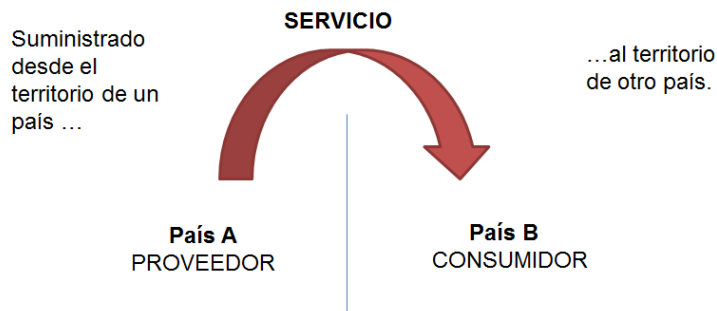 SERVICIO
Suministrado
desde el
territorio de un
país …
…al territorio
de otro país.
País A
PROVEEDOR
País B
CONSUMIDOR